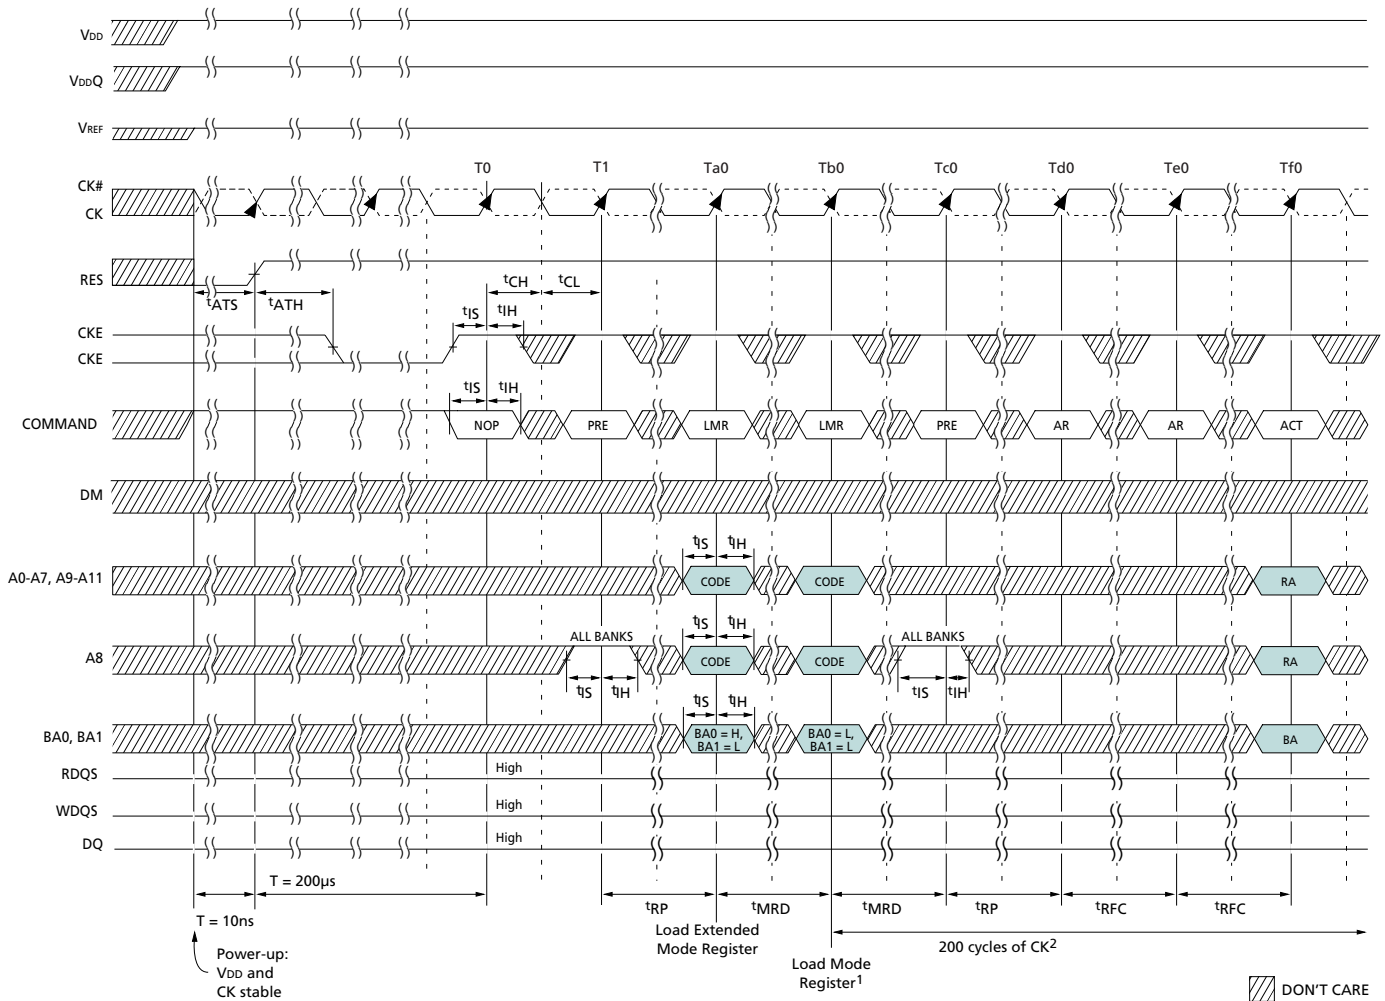 VDD
VDDQ
VREF
T0 T1 Ta0 Tb0 Tc0 Td0 Te0 Tf0
CK#
CK
RES
tCH tCL
tATS tATH
tIS tIH
CKE
CKE
tIS tIH
COMMAND NOP PRE LMR LMR PRE AR AR ACT
DM
tIS tIH
A0-A7, A9-A11 CODE CODE RA
tIS tIH
ALL BANKS ALL BANKS
A8 CODE CODE RA
tIS tIH tIS tIH
tIS tIH
BA0, BA1 BA0 = H, BA0 = L, BA
BA1 = L BA1 = L
RDQS High
WDQS High
DQ High
T = 200µs
tRP tMRD tMRD tRP tRFC tRFC
T = 10ns
Load Extended
Mode Register
200 cycles of CK2
Power-up:
VDD and
CK stable
Load Mode
Register1
DON'T CARE